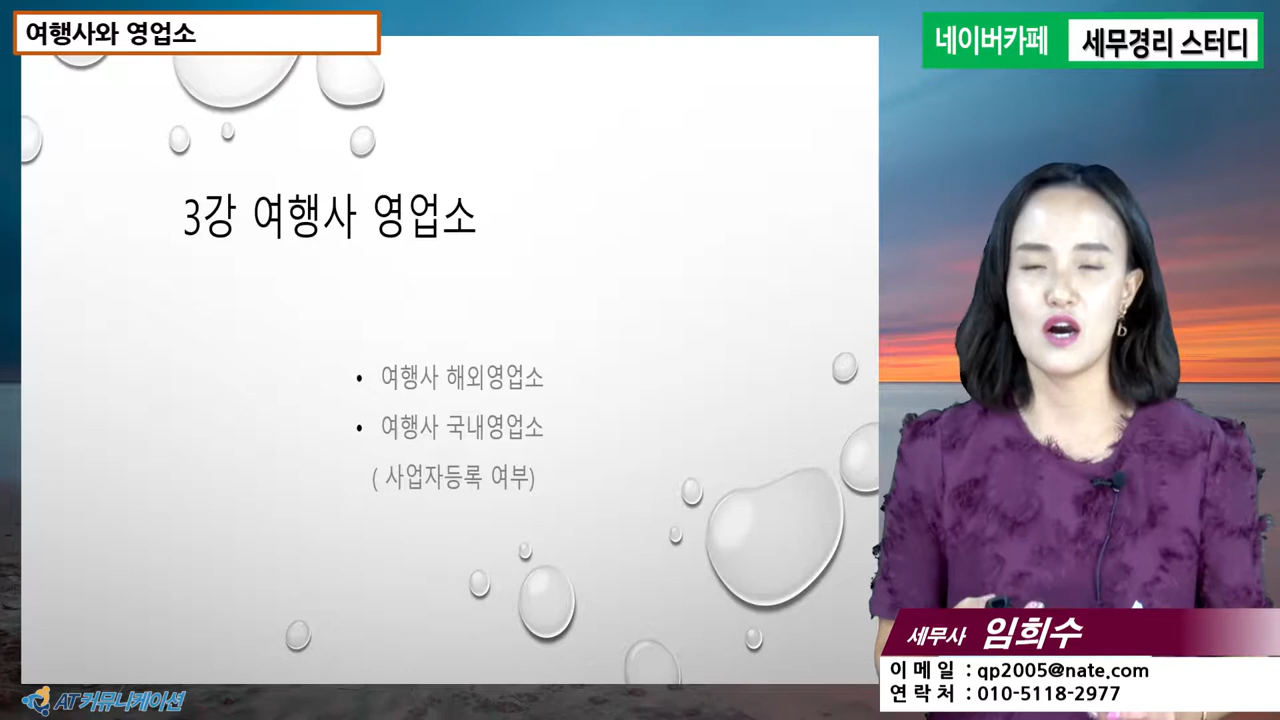 여행사와 영업소
네이버카페 세무경리 스터디
3강 여행사 영업소
• 여행사 해외영업소
• 여행사 국내영업소
( 사업자등록 여부)
세무사 임희수
이 메 일 : qp2005@nate.com
연 락 처 : 010-5118-2977
AT커뮤니케이션